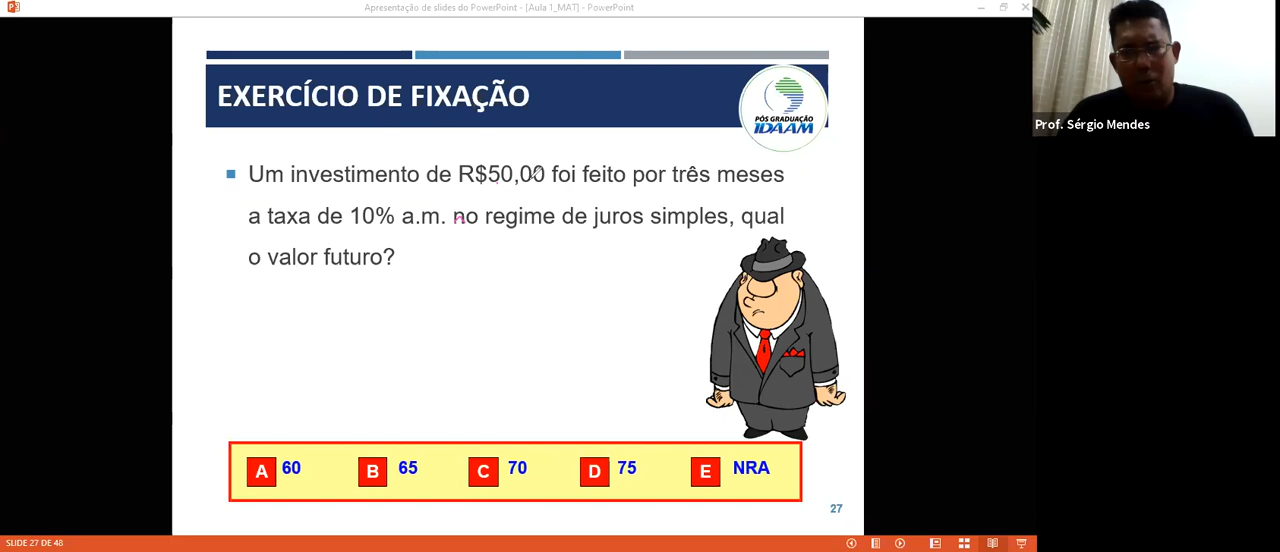 Apresentação de slides do PowerPoint - [Aula 1_MAT] - PowerPoint
EXERCÍCIO DE FIXAÇÃO
PÓS GRADUAÇÃO
IDAAM
Prof. Sérgio Mendes
Um investimento de R$50,00 foi feito por três meses
a taxa de 10% a.m. no regime de juros simples, qual
o valor futuro?
A 60 B 65 C 70 D 75 E NRA
27
SLIDE 27 DE 48